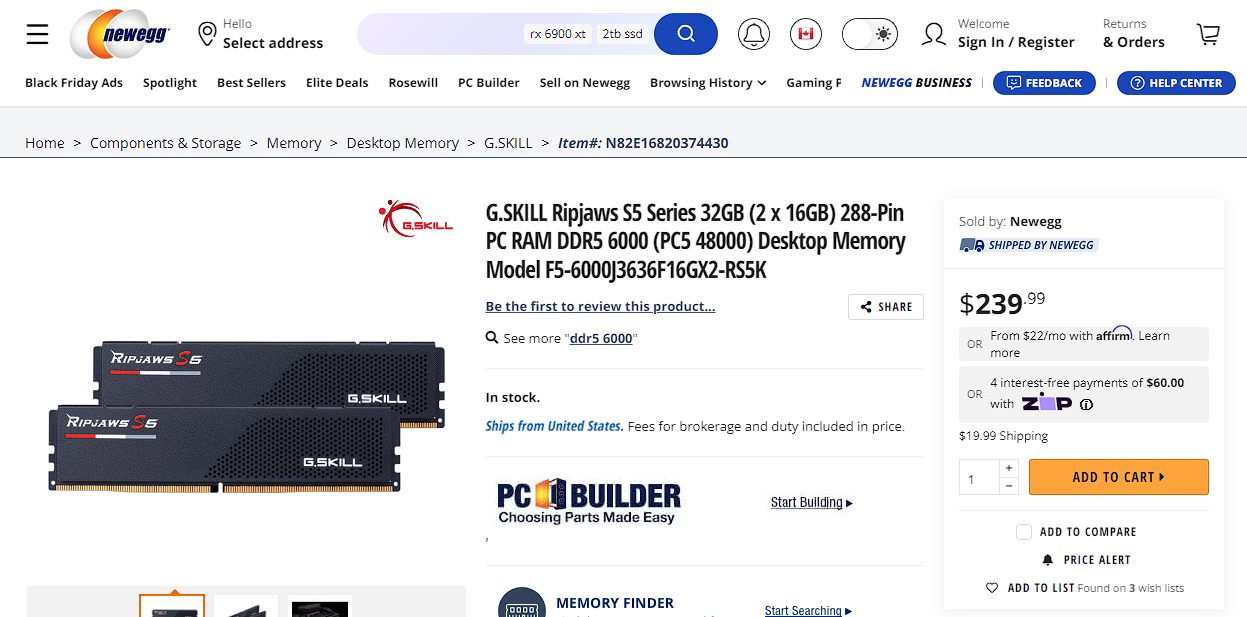 newegg
Hello
Select address
rx 6900 xt
2tb ssd
Welcome
Sign In / Register
Returns
& Orders
Black Friday Ads
Spotlight
Best Sellers
Elite Deals
Rosewill
PC Builder
Sell on Newegg
Browsing History
Gaming P
NEWEGG BUSINESS
FEEDBACK
HELP CENTER
Home > Components & Storage > Memory > Desktop Memory > G.SKILL > Item#: N82E16820374430
G.SKILL
RIPJAWS S5
G.SKILL
RIPJAWS S5
G.SKILL
G.SKILL Ripjaws S5 Series 32GB (2 x 16GB) 288-Pin
PC RAM DDR5 6000 (PC5 48000) Desktop Memory
Model F5-6000J3636F16GX2-RS5K
Be the first to review this product...
SHARE
See more "ddr5 6000"
In stock.
Ships from United States. Fees for brokerage and duty included in price.
PC BUILDER
Choosing Parts Made Easy
Start Building
,
MEMORY FINDER
Start Searching
Sold by: Newegg
SHIPPED BY NEWEGG
$239.99
OR
From $22/mo with affirm. Learn
more
OR
4 interest-free payments of $60.00
with ZIP
$19.99 Shipping
1
+
−
ADD TO CART
ADD TO COMPARE
PRICE ALERT
ADD TO LIST Found on 3 wish lists